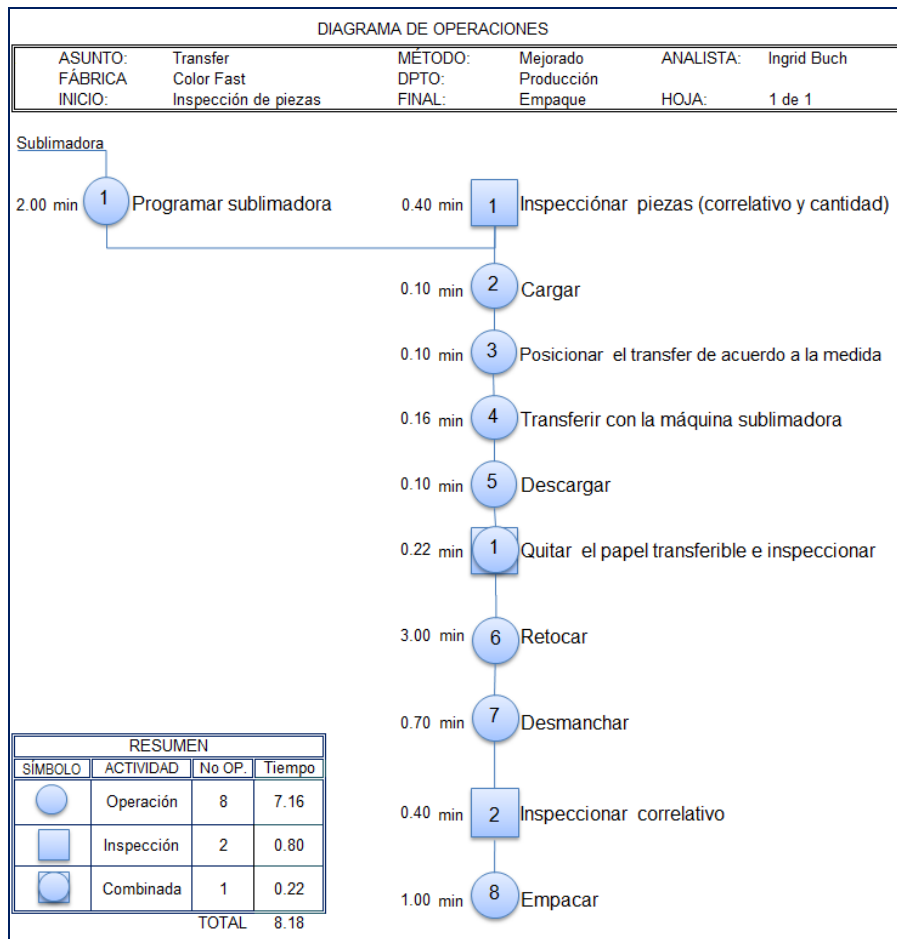 DIAGRAMA DE OPERACIONES
ASUNTO: Transfer MÉTODO: Mejorado ANALISTA: Ingrid Buch
FÁBRICA Color Fast DPTO: Producción
INICIO: Inspección de piezas FINAL: Empaque HOJA: 1 de 1
Sublimadora
2.00 min 1 Programar sublimadora
0.40 min 1 Inspecciónar piezas (correlativo y cantidad)
0.10 min 2 Cargar
0.10 min 3 Posicionar el transfer de acuerdo a la medida
0.16 min 4 Transferir con la máquina sublimadora
0.10 min 5 Descargar
0.22 min 1 Quitar el papel transferible e inspeccionar
3.00 min 6 Retocar
0.70 min 7 Desmanchar
0.40 min 2 Inspeccionar correlativo
1.00 min 8 Empacar
RESUMEN
SÍMBOLO ACTIVIDAD No OP. Tiempo
Operación 8 7.16
Inspección 2 0.80
Combinada 1 0.22
TOTAL 8.18